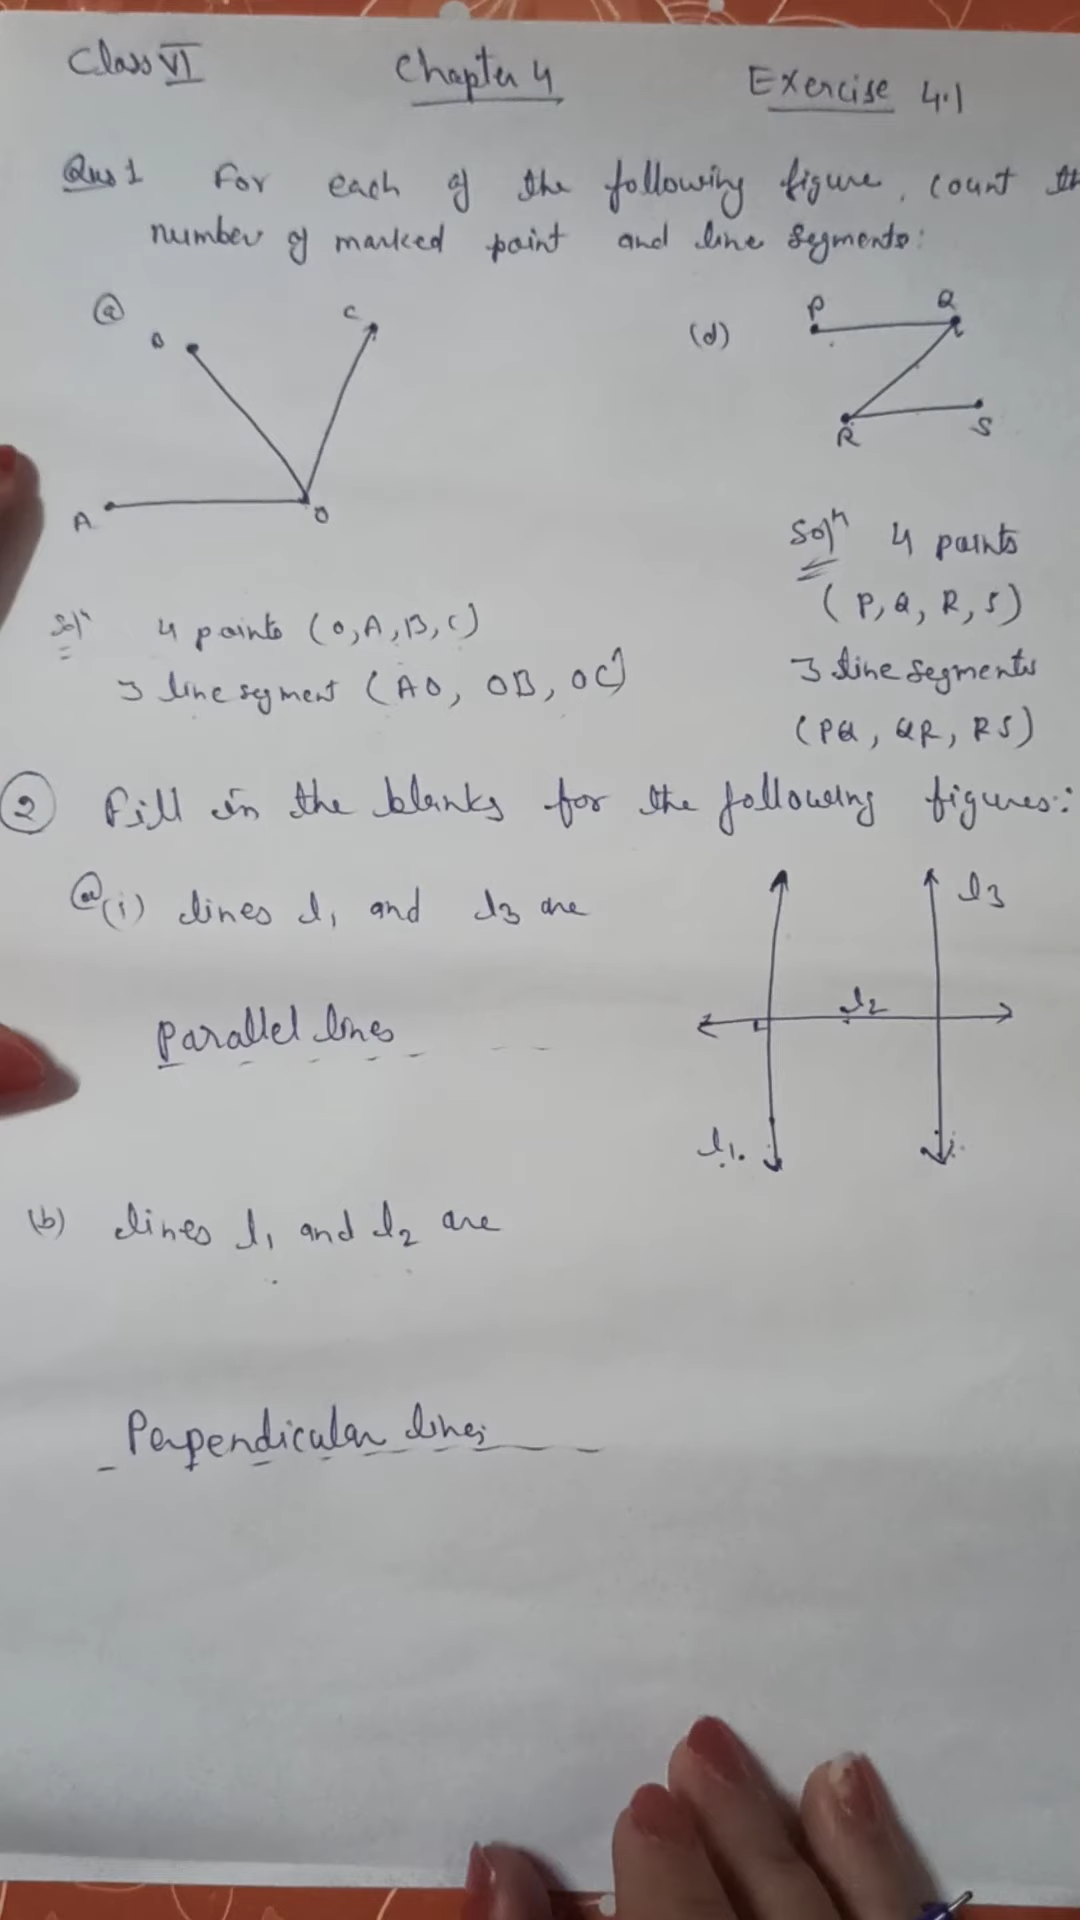 Class VI Chapter 4 Exercise 4.1
Ques 1 For each of the following figure, count th
number of marked point and line segments:
(a)
B
C
A
O
(d)
P
Q
R
S
Soln 4 points (O, A, B, C)
3 line segment (AO, OB, OC)
Soln 4 points
(P, Q, R, S)
3 line segments
(PQ, QR, RS)
(2) Fill in the blanks for the following figures:
(a)(i) lines l1 and l3 are
Parallel lines
l3
l2
l1
(b) lines l1 and l2 are
Perpendicular lines